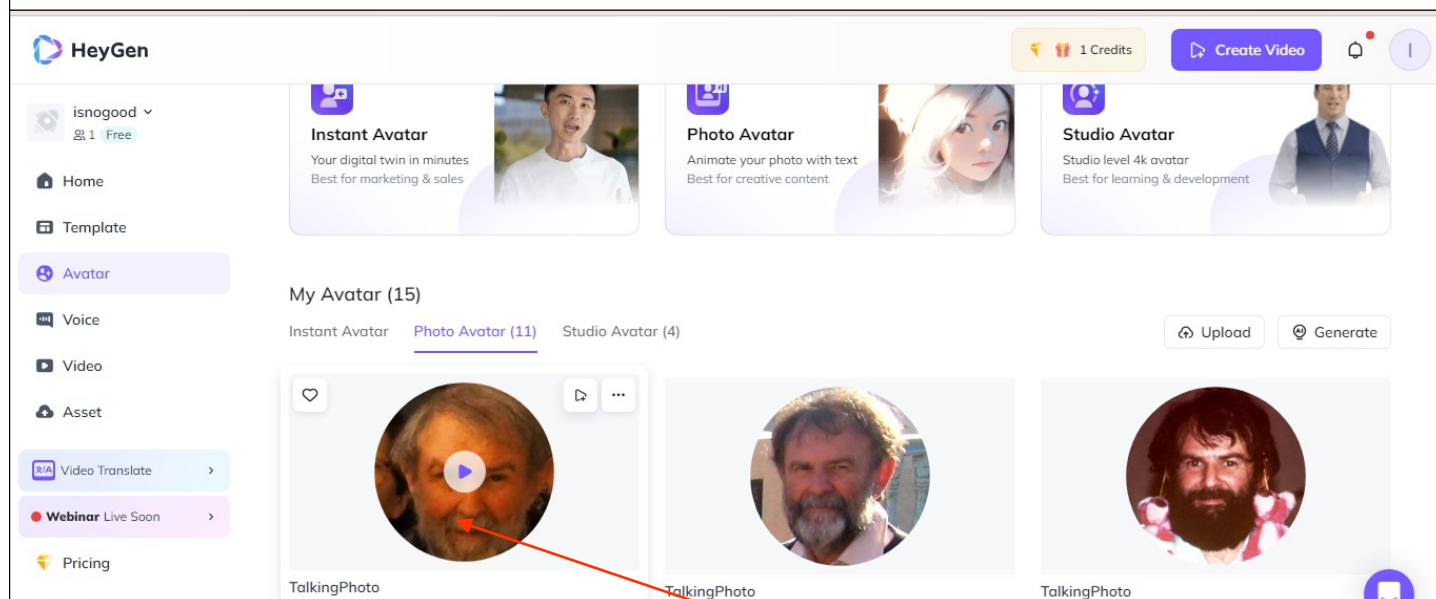 HeyGen
1 Credits
Create Video
I
isnogood
1 Free
Home
Template
Avatar
Voice
Video
Asset
文/A Video Translate
Webinar Live Soon
Pricing
Instant Avatar
Your digital twin in minutes
Best for marketing & sales
Photo Avatar
Animate your photo with text
Best for creative content
Studio Avatar
Studio level 4k avatar
Best for learning & development
My Avatar (15)
Instant Avatar Photo Avatar (11) Studio Avatar (4)
Upload
AI Generate
TalkingPhoto
TalkingPhoto
TalkingPhoto